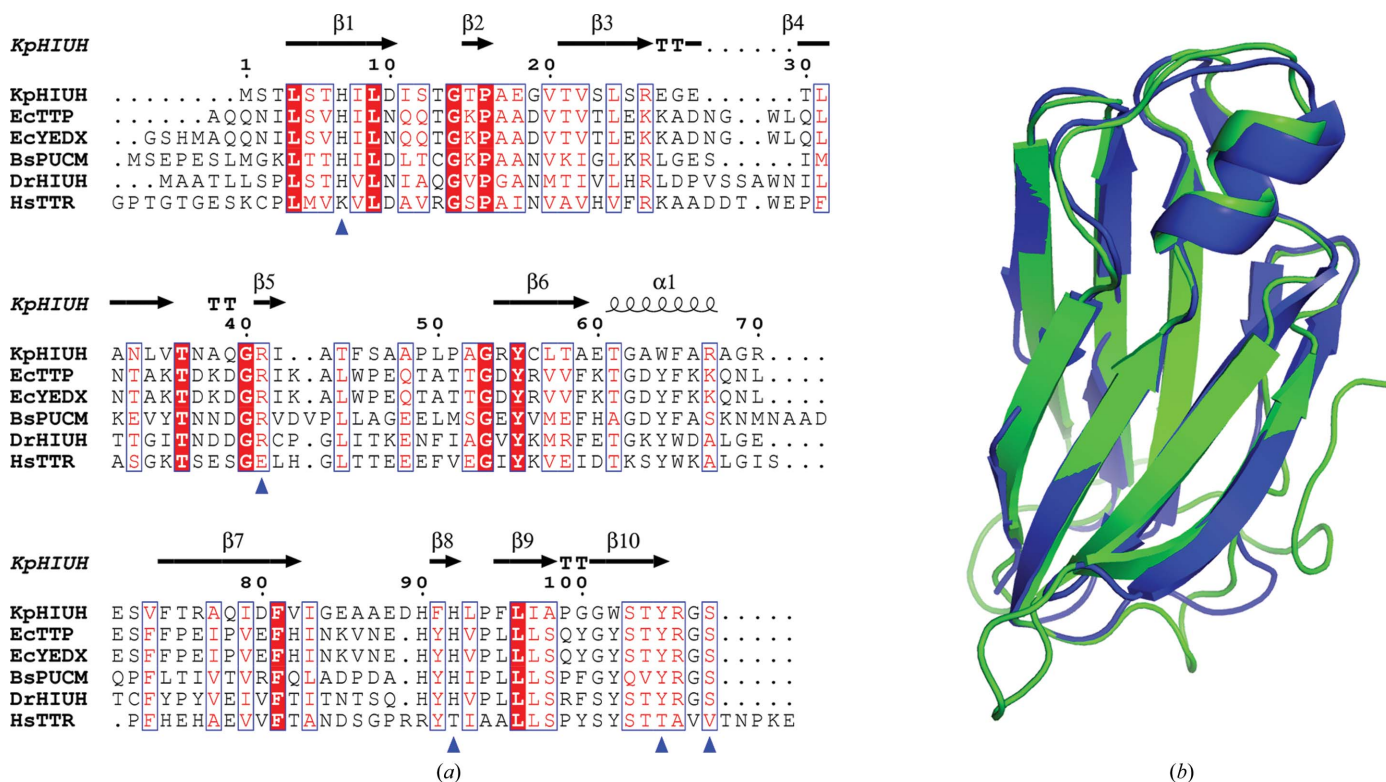 β1 β2 β3 β4
KpHIUH TT ......
1 10 20 30
KpHIUH ........MSTLSTHILDISTGTPAEGVTVSLSREGE......TL
EcTTP .......AQQNILSVHILNQQTGKPAADVTVTLEKKADNG..WLQL
EcYEDX ..GSHMAQQNILSVHILNQQTGKPAADVTVTLEKKADNG..WLQL
BsPUCM .MSEPESLMGKLTTHILDLTCGKPAANVKIGLKRLGES....IM
DrHIUH ...MAATLLSPLSTHVLNIAQGVPGANMTIVLHRLDPVSSAWNIL
HsTTR GPTGTGESKCPLMVKVLDAVRGSPAINVAVHVFRKAADDT.WEPF
β5 β6 α1
KpHIUH TT
40 50 60 70
KpHIUH ANLVTNAQGRI..ATFSAAPLPAGRYCLTAETGAWFARAGR....
EcTTP NTAKTDKDGRIK.ALWPEQTATTGDYRVVFKTGDYFKKQNL....
EcYEDX NTAKTDKDGRIK.ALWPEQTATTGDYRVVFKTGDYFKKQNL....
BsPUCM KEVYTNNDGRVDVPLLAGEELMSGEYVMEFHAGDYFASKNMNAAD
DrHIUH TTGITNDDGRCP.GLITKENFIAGVYKMRFETGKYWDALGE....
HsTTR ASGKTSESGELH.GLTTEEEFVEGIYKVEIDTKSYWKALGIS...
β7 β8 β9 β10
KpHIUH TT
80 90 100
KpHIUH ESVFTRAQIDFVIGEAAEDHFHLPFLIAPGGWSTYRGS.....
EcTTP ESFFPEIPVEFHINKVNE.HYHVPLLLSQYGYSTYRGS.....
EcYEDX ESFFPEIPVEFHINKVNE.HYHVPLLLSQYGYSTYRGS.....
BsPUCM QPFLTIVTVRFQLADPDA.HYHIPLLLSPFGYQVYRGS.....
DrHIUH TCFYPYVEIVFTITNTSQ.HYHVPLLLSRFSYSTYRGS.....
HsTTR .PFHEHAEVVFTANDSGPRRYTIAALLSPYSYSTTAVVTNPKE
(a) (b)